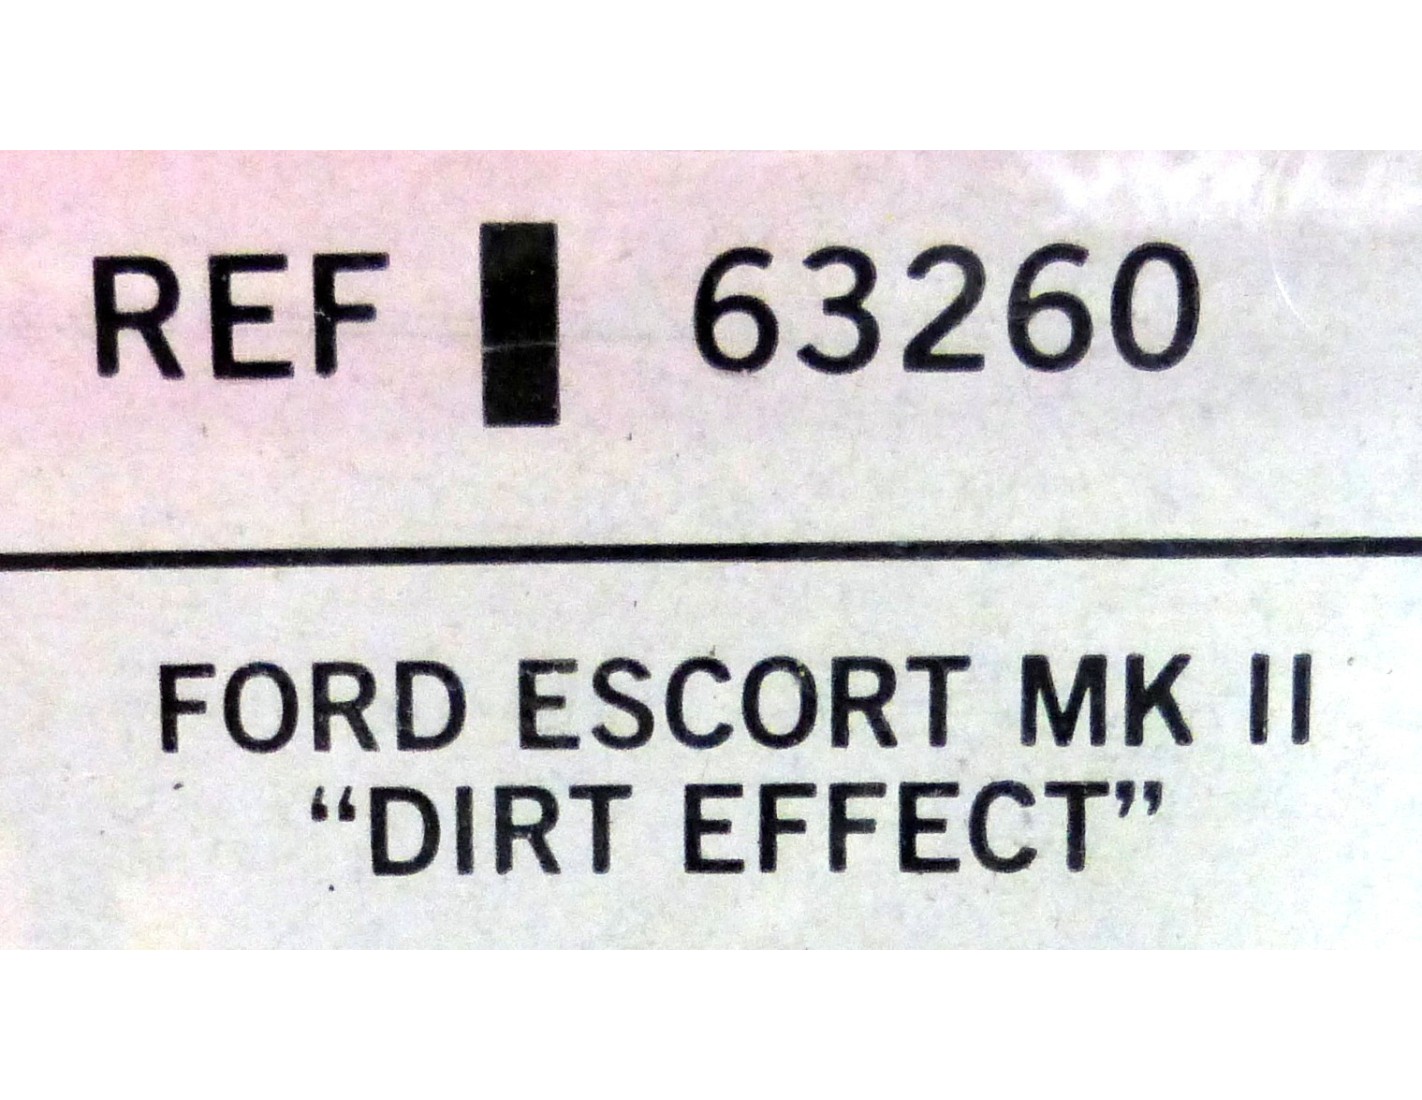 REF 63260
FORD ESCORT MK II
“DIRT EFFECT”